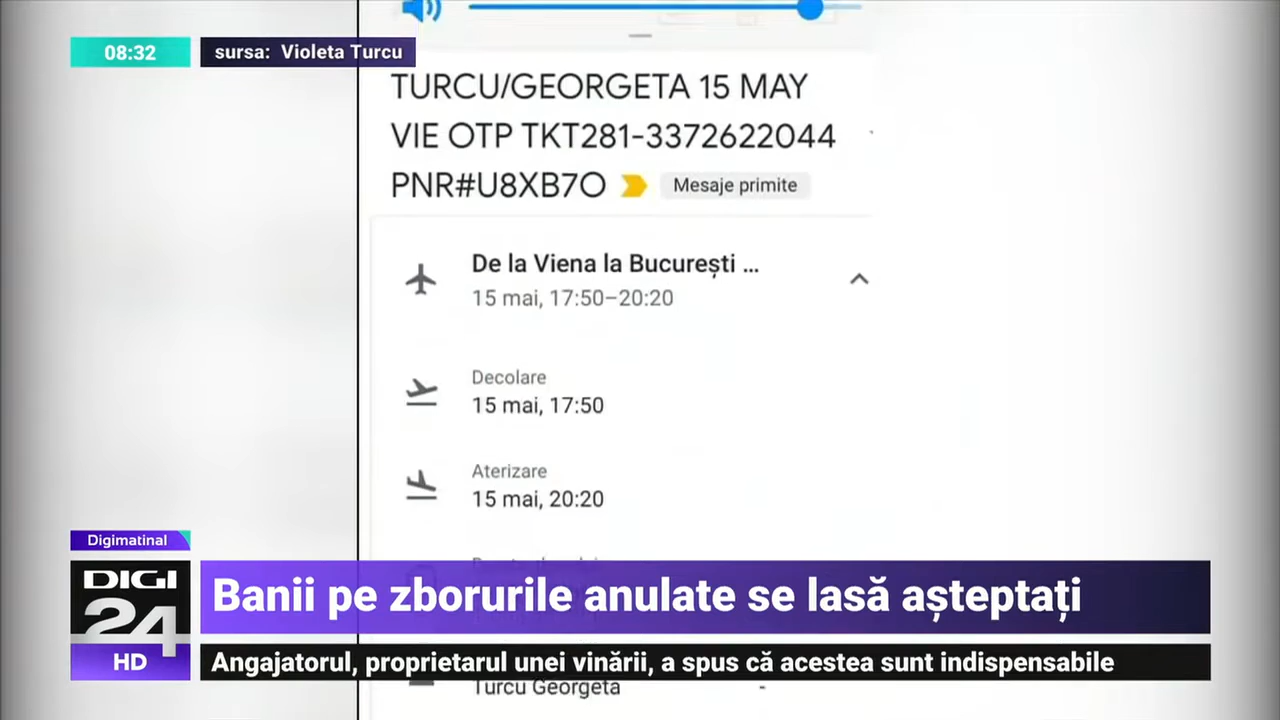 08:32
sursa: Violeta Turcu
TURCU/GEORGETA 15 MAY
VIE OTP TKT281-3372622044
PNR#U8XB7O
Mesaje primite
De la Viena la București ...
15 mai, 17:50–20:20
Decolare
15 mai, 17:50
Aterizare
15 mai, 20:20
Digimatinal
DIGI
24
HD
Banii pe zborurile anulate se lasă așteptați
Angajatorul, proprietarul unei vinării, a spus că acestea sunt indispensabile
Turcu Georgeta -